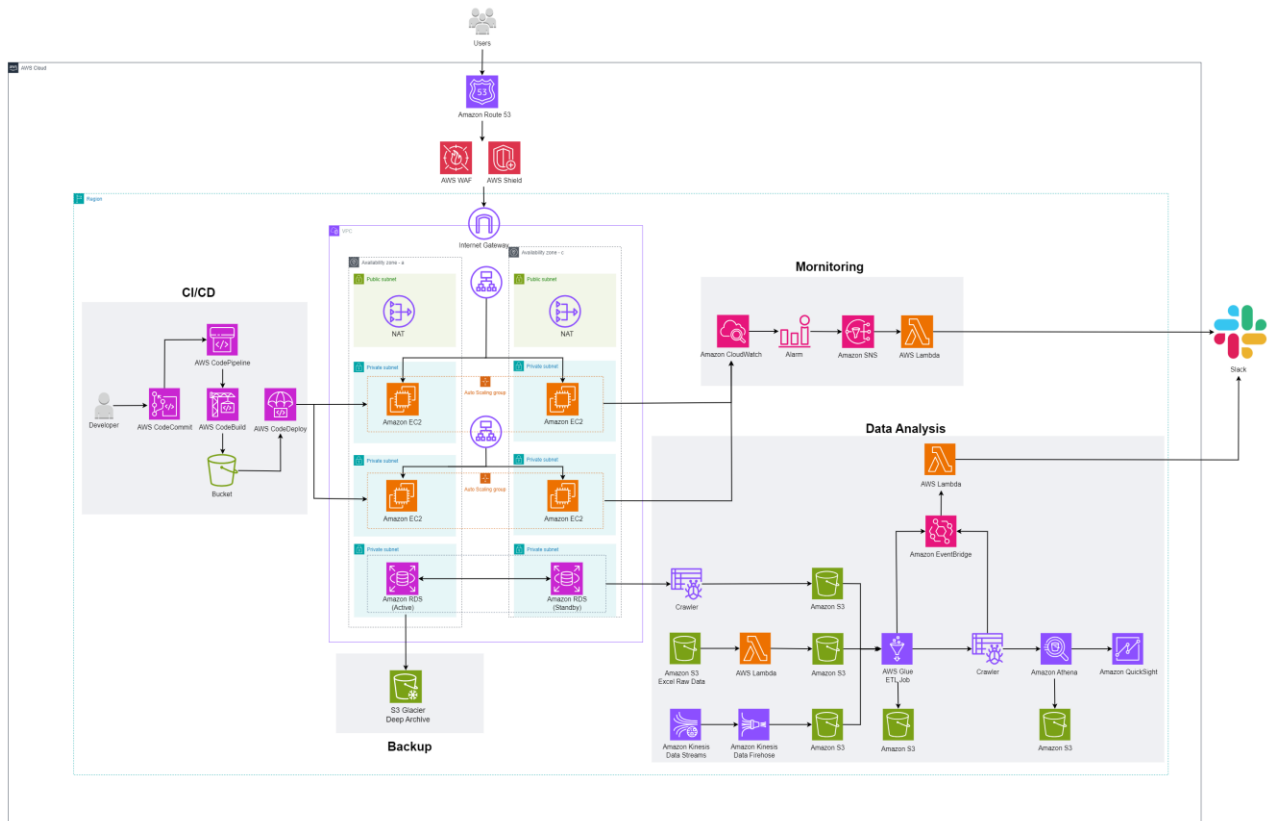 Users
AWS Cloud
53
Amazon Route 53
AWS WAF
AWS Shield
Region
Internet Gateway
VPC
Availability zone - a
Availability zone - c
Public subnet
Public subnet
NAT
NAT
CI/CD
AWS CodePipeline
Developer
AWS CodeCommit
AWS CodeBuild
AWS CodeDeploy
Bucket
Private subnet
Private subnet
Auto Scaling group
Amazon EC2
Amazon EC2
Private subnet
Private subnet
Auto Scaling group
Amazon EC2
Amazon EC2
Private subnet
Private subnet
Amazon RDS
(Active)
Amazon RDS
(Standby)
S3 Glacier
Deep Archive
Backup
Mornitoring
Amazon CloudWatch
Alarm
Amazon SNS
AWS Lambda
Slack
Data Analysis
AWS Lambda
Amazon EventBridge
Crawler
Amazon S3
Amazon S3
Excel Raw Data
AWS Lambda
Amazon S3
AWS Glue
ETL Job
Crawler
Amazon Athena
Amazon QuickSight
Amazon Kinesis
Data Streams
Amazon Kinesis
Data Firehose
Amazon S3
Amazon S3
Amazon S3